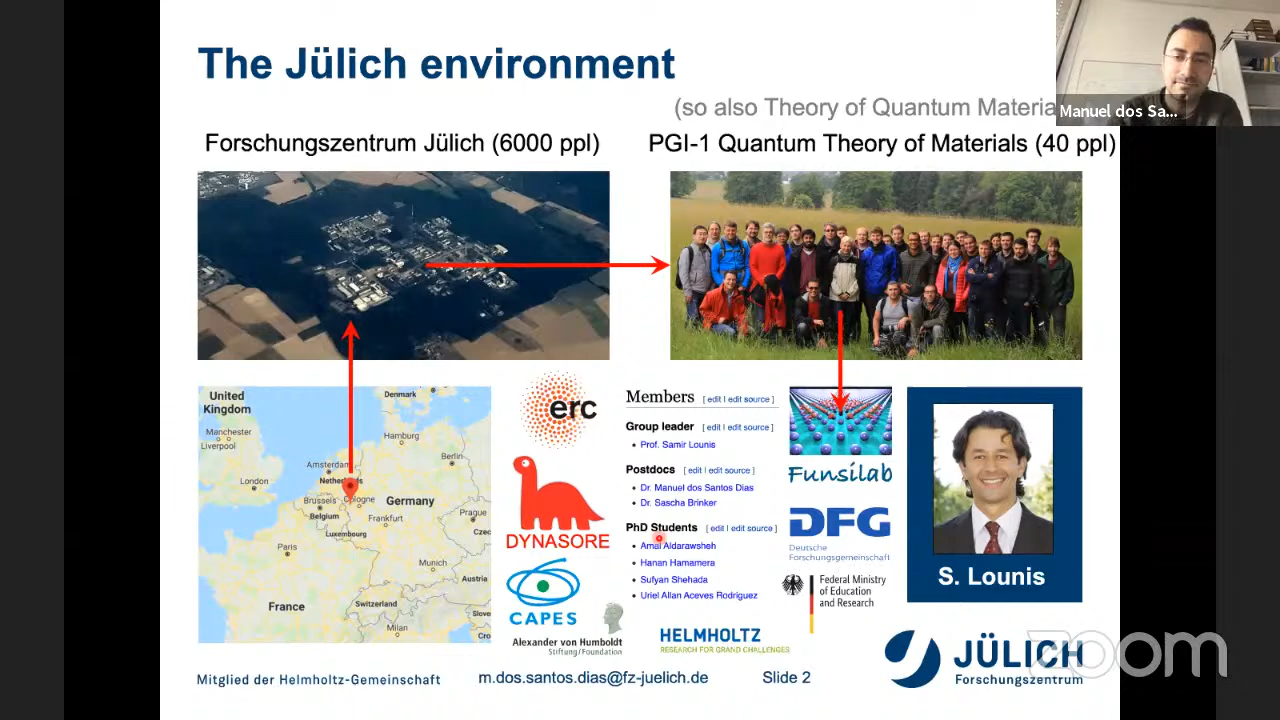 The Jülich environment
(so also Theory of Quantum Materia
Manuel dos Sa...
Forschungszentrum Jülich (6000 ppl)
PGI-1 Quantum Theory of Materials (40 ppl)
United
Kingdom
Manchester
Liverpool
London
Denmark
Hamburg
Amsterdam
Berlin
Netherlands
Brussels
Cologne
Germany
Belgium
Frankfurt
Luxembourg
Prague
Czec
Paris
Munich
Austria
France
Switzerland
Slove
Milan
Cro
erc
DYNASORE
CAPES
Alexander von Humboldt
Stiftung/Foundation
Members [ edit | edit source ]
Group leader [ edit | edit source ]
• Prof. Samir Lounis
Postdocs [ edit | edit source ]
• Dr. Manuel dos Santos Dias
• Dr. Sascha Brinker
PhD Students [ edit | edit source ]
• Amal Aldarawsheh
• Hanan Hamamera
• Sufyan Shehada
• Uriel Allan Aceves Rodriguez
HELMHOLTZ
RESEARCH FOR GRAND CHALLENGES
Funsilab
DFG
Deutsche
Forschungsgemeinschaft
Federal Ministry
of Education
and Research
S. Lounis
JÜLICH
Forschungszentrum
zoom
Mitglied der Helmholtz-Gemeinschaft
m.dos.santos.dias@fz-juelich.de
Slide 2